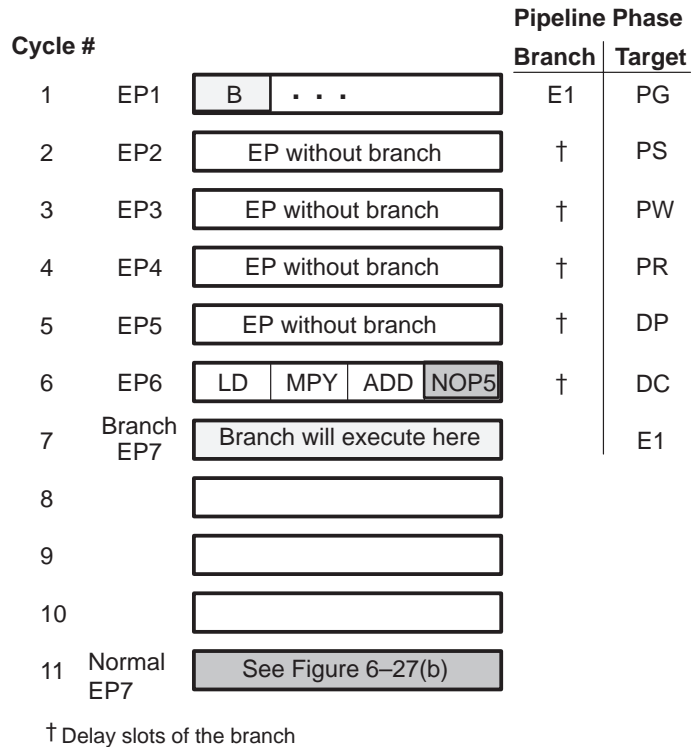 Pipeline Phase
Cycle #
Branch Target
1 EP1 B . . . E1 PG
2 EP2 EP without branch † PS
3 EP3 EP without branch † PW
4 EP4 EP without branch † PR
5 EP5 EP without branch † DP
6 EP6 LD MPY ADD NOP5 † DC
7 Branch EP7 Branch will execute here E1
8
9
10
11 Normal EP7 See Figure 6–27(b)
† Delay slots of the branch